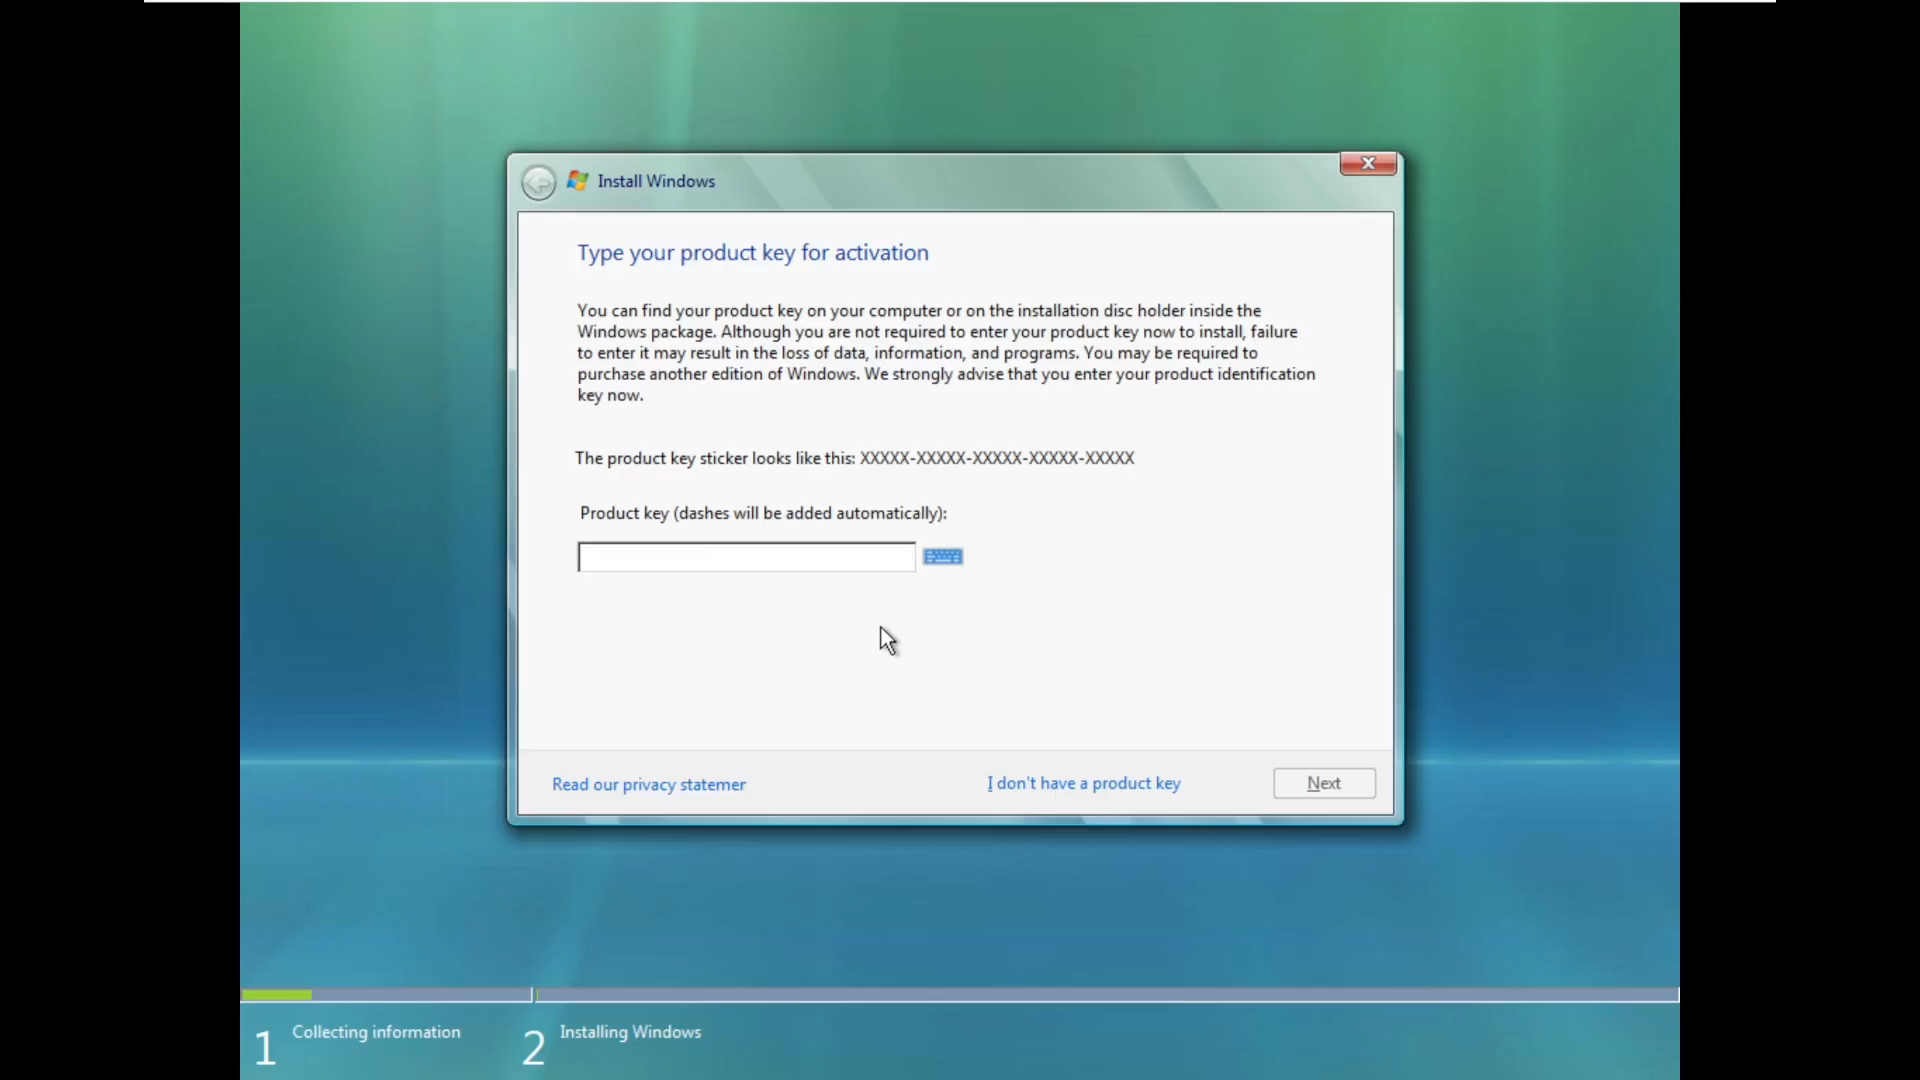 Install Windows
Type your product key for activation
You can find your product key on your computer or on the installation disc holder inside the
Windows package. Although you are not required to enter your product key now to install, failure
to enter it may result in the loss of data, information, and programs. You may be required to
purchase another edition of Windows. We strongly advise that you enter your product identification
key now.
The product key sticker looks like this: XXXXX-XXXXX-XXXXX-XXXXX-XXXXX
Product key (dashes will be added automatically):
Read our privacy statemer
I don't have a product key
Next
1 Collecting information
2 Installing Windows